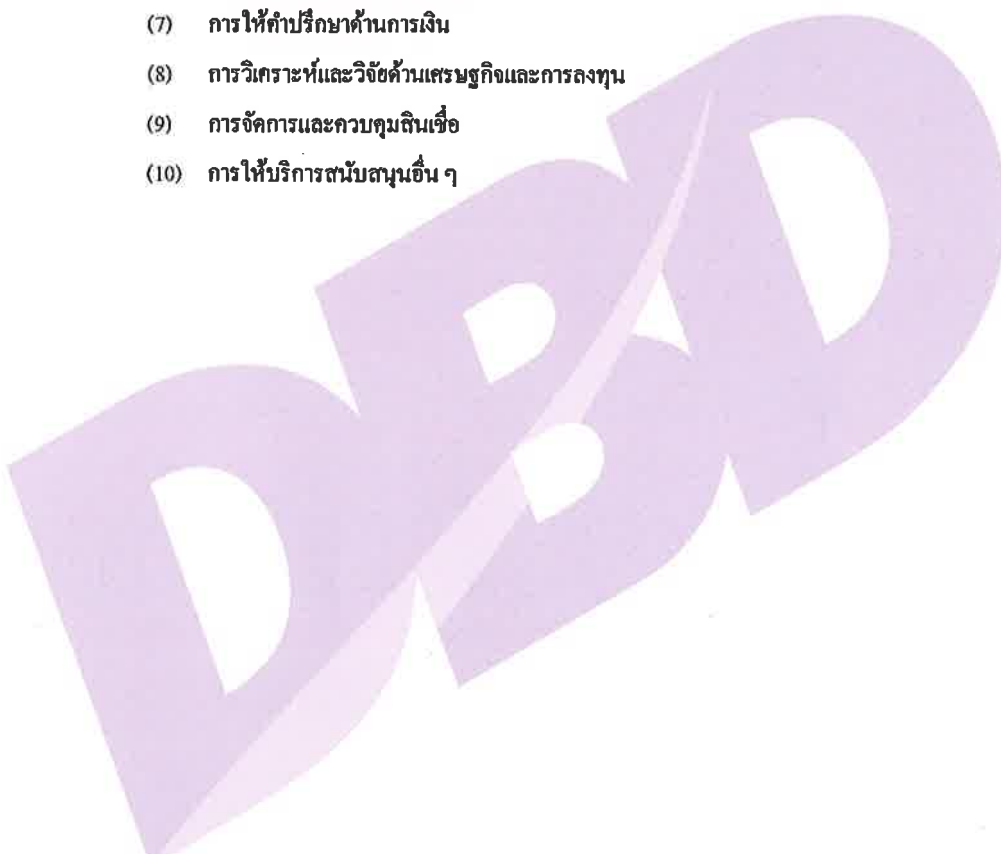 (7) การให้คำปรึกษาด้านการเงิน
(8) การวิเคราะห์และวิจัยด้านเศรษฐกิจและการลงทุน
(9) การจัดการและควบคุมสินเชื่อ
(10) การให้บริการสนับสนุนอื่น ๆ
DBD